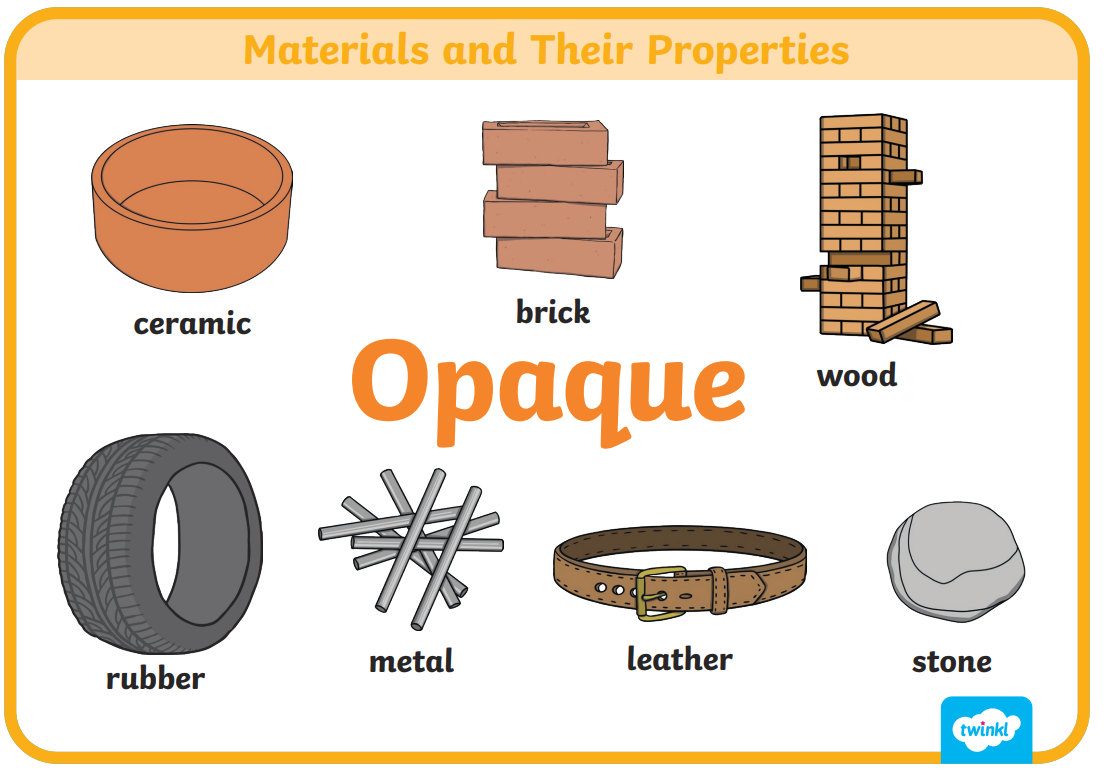 Materials and Their Properties
ceramic
brick
wood
Opaque
rubber
metal
leather
stone
twinkl